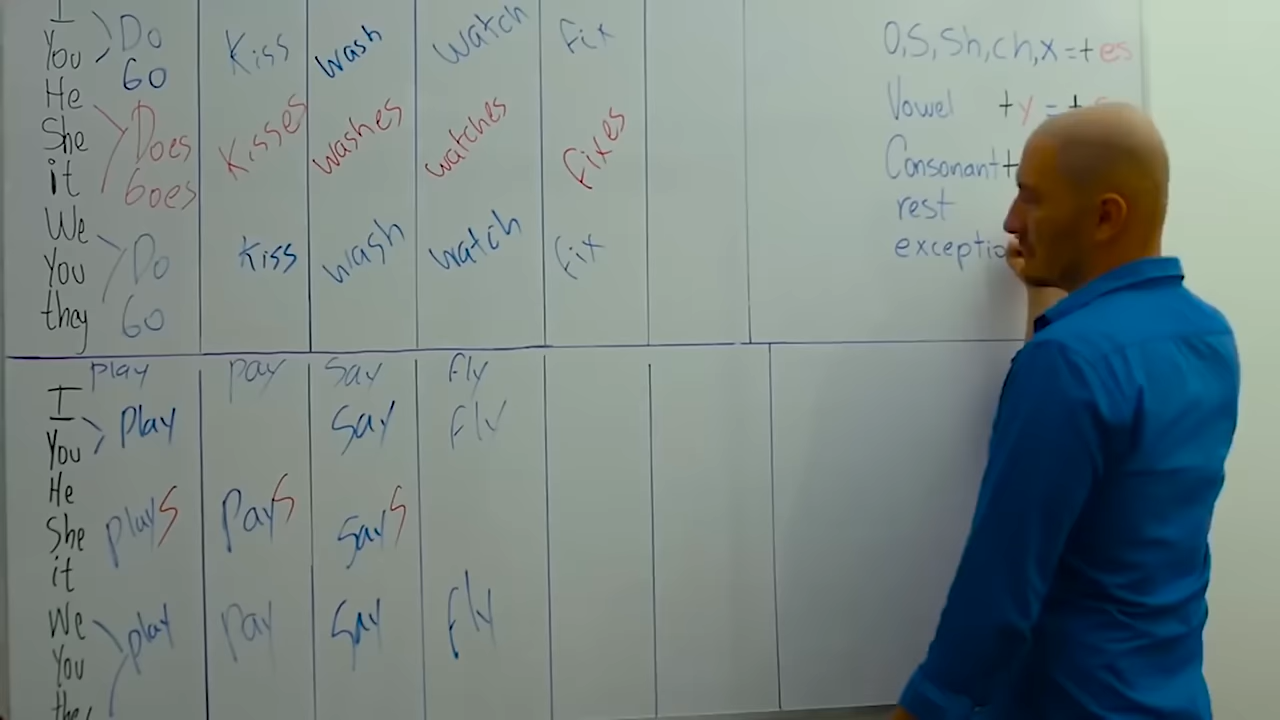 I
You Do Kiss wash watch fix
Go
He
She Does Kisses washes watches fixes
it Goes
We
You Do Kiss wash watch fix
they Go
play pay say fly
I
You play say fly
He
She plays pays says
it
We play pay say fly
You
O,S,Sh,ch,x=+es
Vowel +y=+
Consonant+
rest